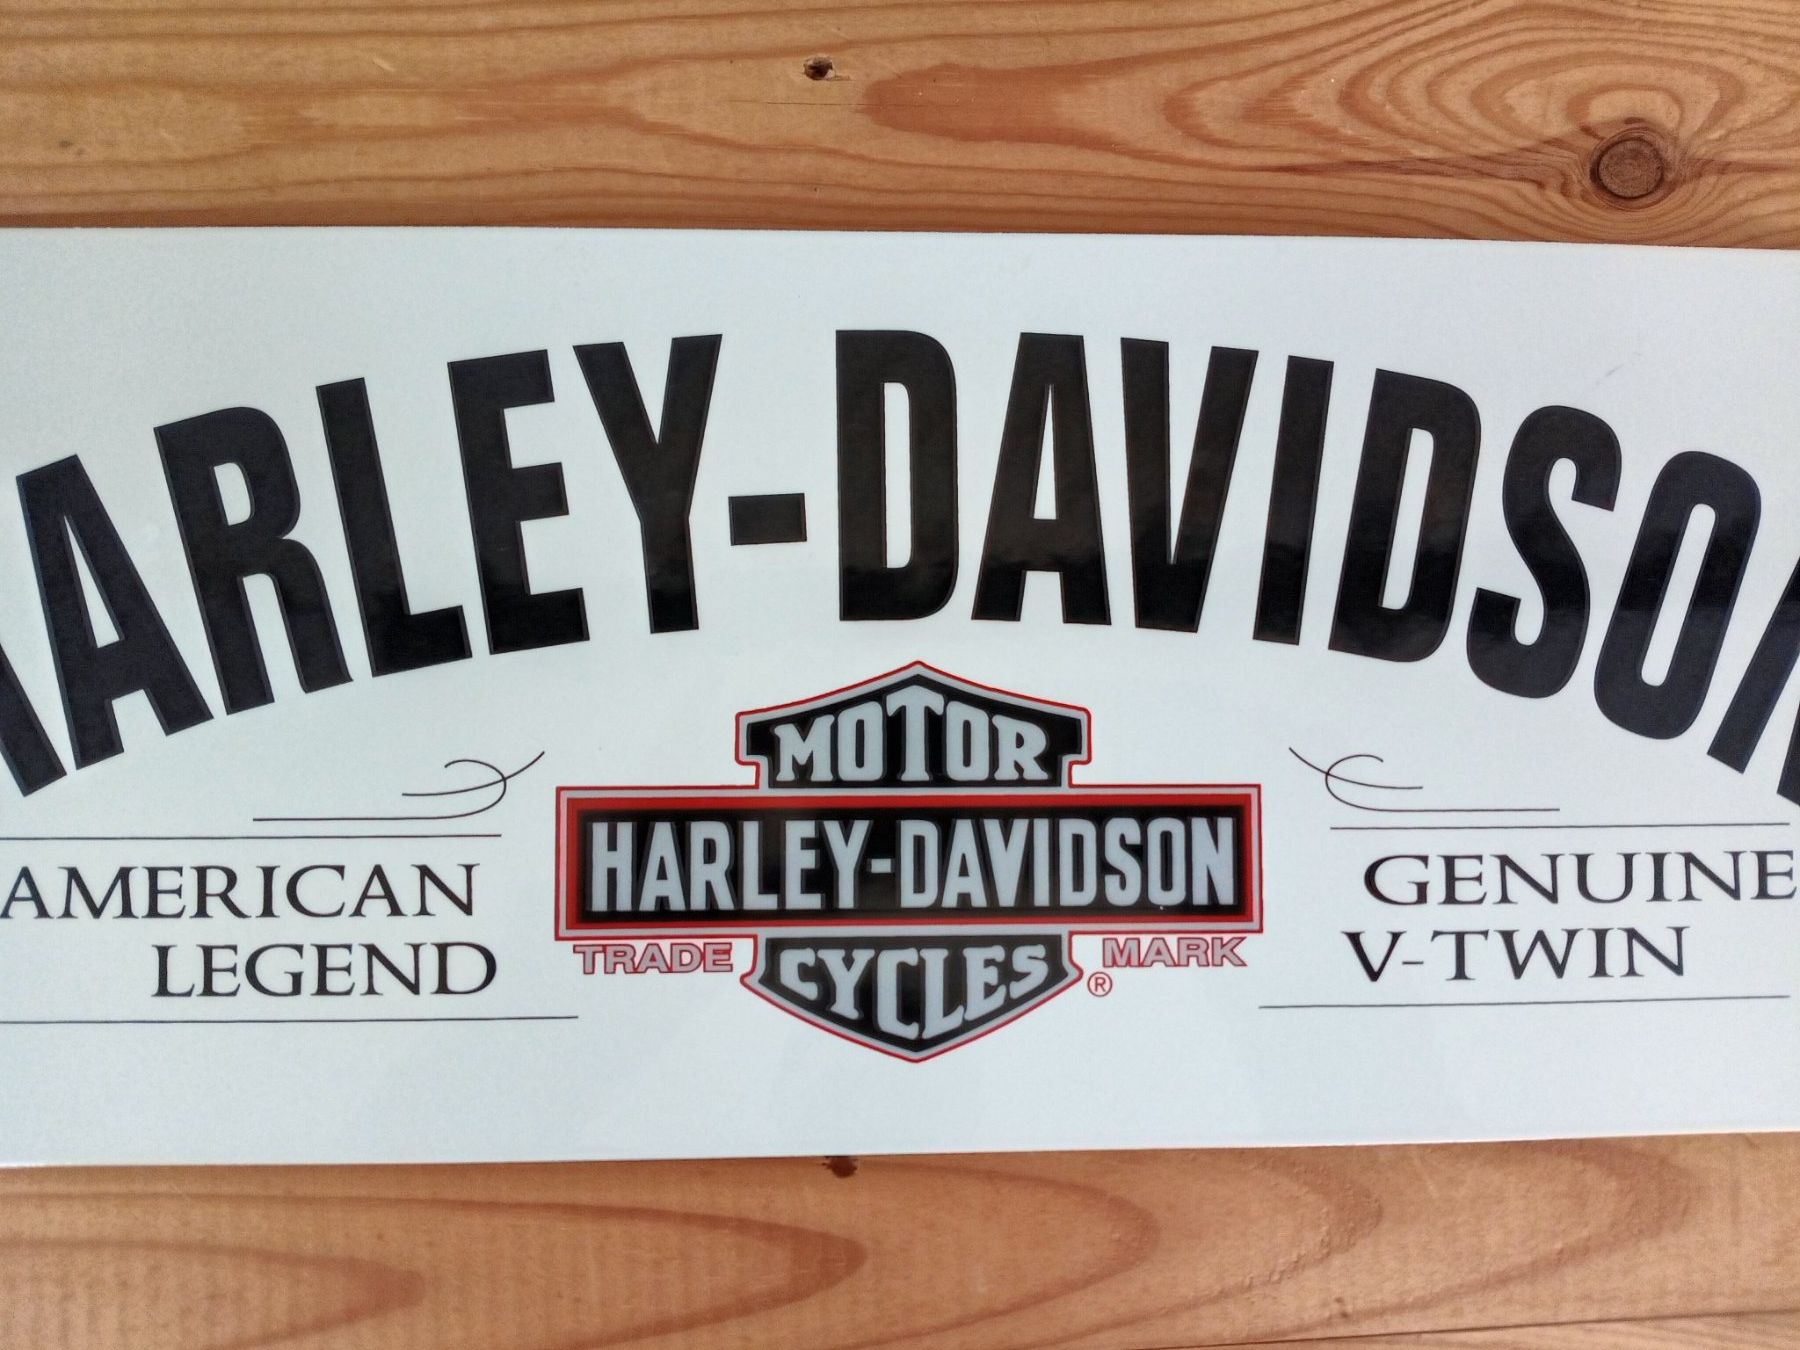 HARLEY-DAVIDSON
MOTOR
HARLEY-DAVIDSON
TRADE MARK
CYCLES ®
AMERICAN
LEGEND
GENUINE
V-TWIN